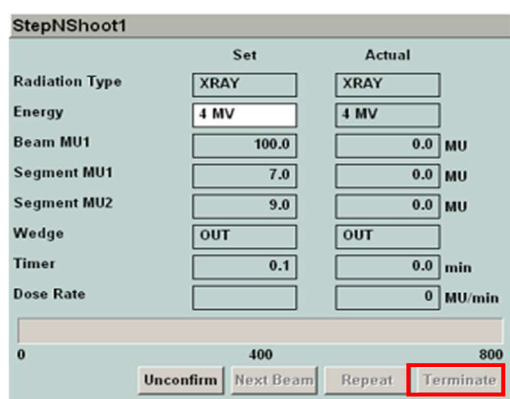 StepNShoot1
Set Actual
Radiation Type XRAY XRAY
Energy 4 MV 4 MV
Beam MU1 100.0 0.0 MU
Segment MU1 7.0 0.0 MU
Segment MU2 9.0 0.0 MU
Wedge OUT OUT
Timer 0.1 0.0 min
Dose Rate 0 MU/min
0 400 800
Unconfirm Next Beam Repeat Terminate